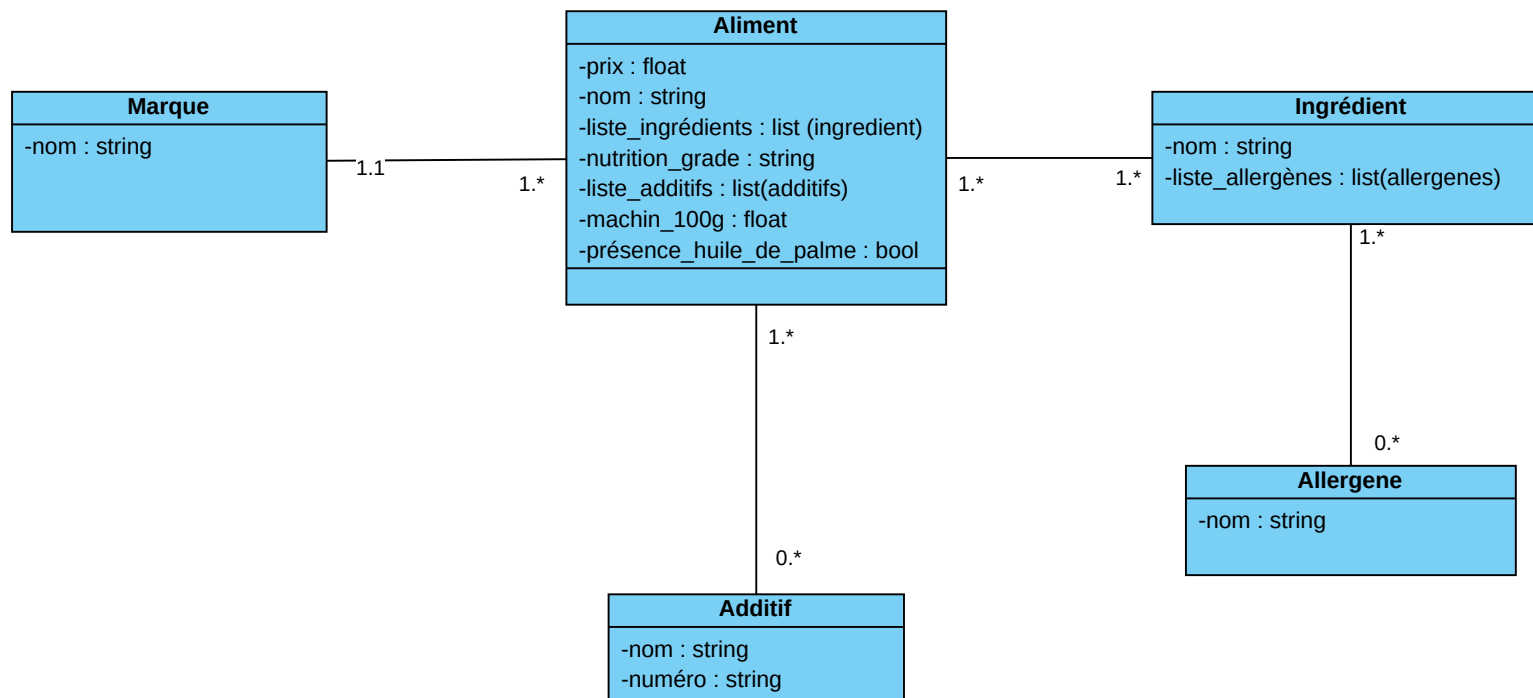 Aliment
-prix : float
-nom : string
-liste_ingrédients : list (ingredient)
-nutrition_grade : string
-liste_additifs : list(additifs)
-machin_100g : float
-présence_huile_de_palme : bool
Marque
-nom : string
1.1
1.*
Ingrédient
-nom : string
-liste_allergènes : list(allergenes)
1.*
1.*
1.*
0.*
Allergene
-nom : string
1.*
0.*
Additif
-nom : string
-numéro : string